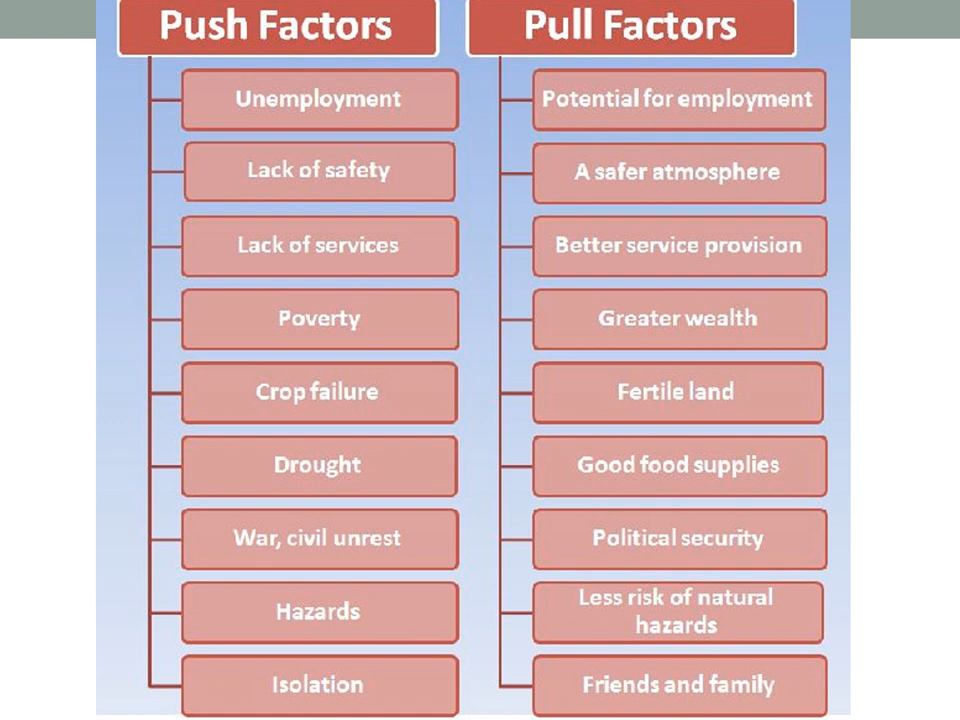 Push Factors
Unemployment
Lack of safety
Lack of services
Poverty
Crop failure
Drought
War, civil unrest
Hazards
Isolation
Pull Factors
Potential for employment
A safer atmosphere
Better service provision
Greater wealth
Fertile land
Good food supplies
Political security
Less risk of natural
hazards
Friends and family